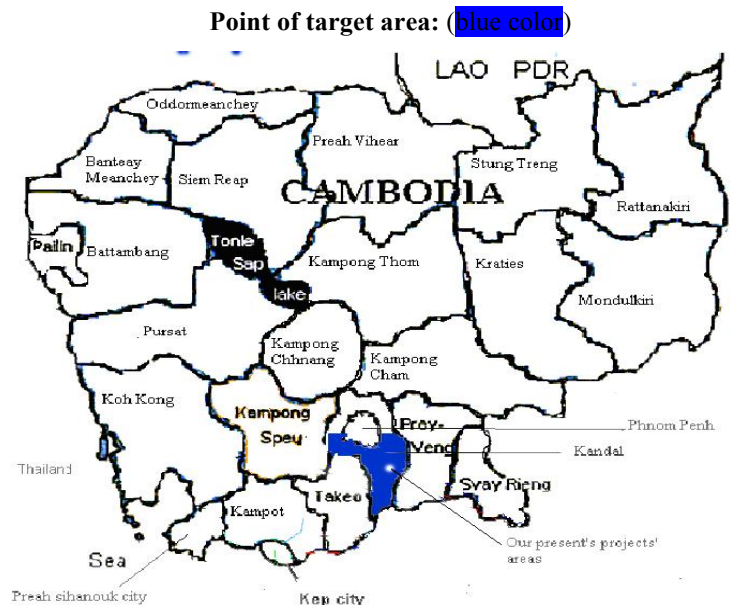 Point of target area: (blue color)
LAO PDR
Oddormeanchey
Preah Vihear
Stung Treng
Banteay
Meanchey
Siem Reap
CAMBODIA
Rattanakiri
Pailin
Battambang
Tonle
Sap
lake
Kampong Thom
Kraties
Mondulkiri
Pursat
Kampong
Chhnang
Kampong
Cham
Koh Kong
Kampong
Speu
Pray-
Veng
Phnom Penh
Kandal
Thailand
Takeo
Svay Rieng
Kampot
Our present's projects'
areas
Sea
Preah sihanouk city
Kep city